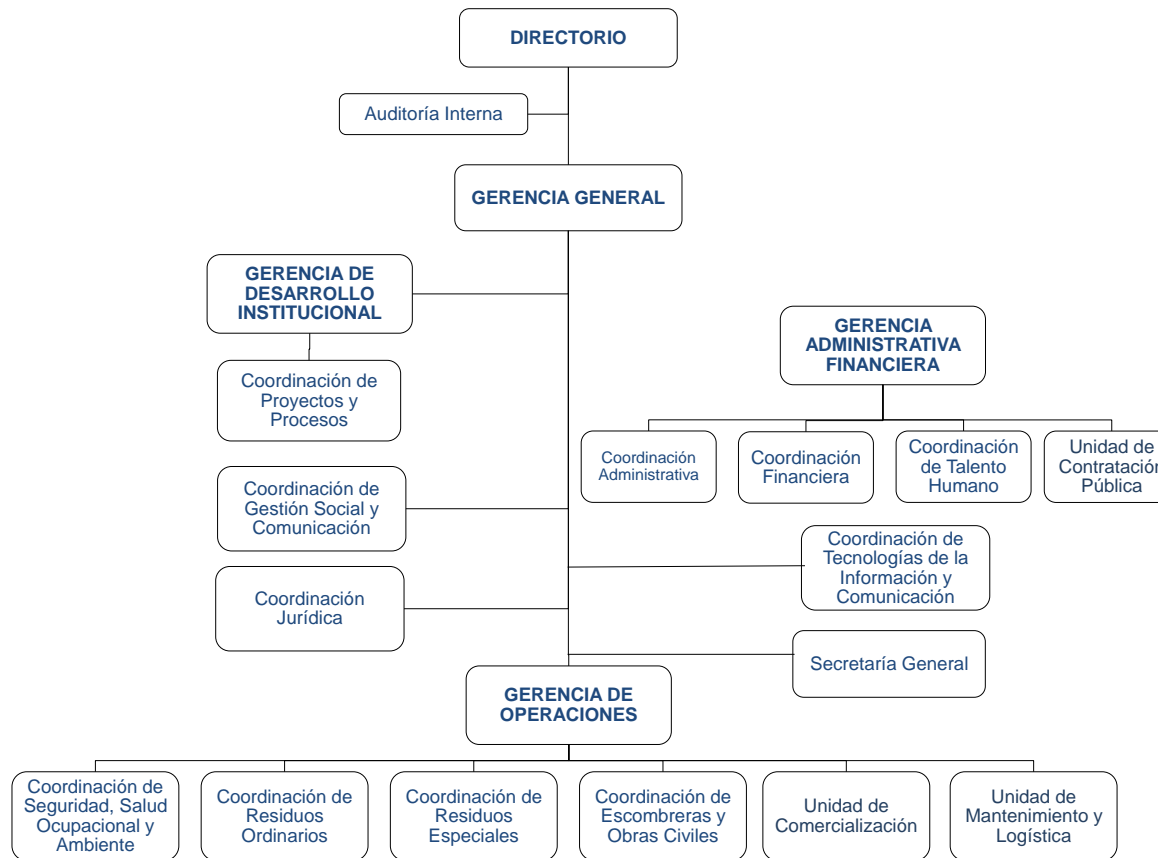 DIRECTORIO
Auditoría Interna
GERENCIA GENERAL
GERENCIA DE
DESARROLLO
INSTITUCIONAL
GERENCIA
ADMINISTRATIVA
FINANCIERA
Coordinación de
Proyectos y
Procesos
Coordinación
Administrativa
Coordinación
Financiera
Coordinación
de Talento
Humano
Unidad de
Contratación
Pública
Coordinación de
Gestión Social y
Comunicación
Coordinación de
Tecnologías de la
Información y
Comunicación
Coordinación
Jurídica
Secretaría General
GERENCIA DE
OPERACIONES
Coordinación de
Seguridad, Salud
Ocupacional y
Ambiente
Coordinación de
Residuos
Ordinarios
Coordinación de
Residuos
Especiales
Coordinación de
Escombreras y
Obras Civiles
Unidad de
Comercialización
Unidad de
Mantenimiento y
Logística